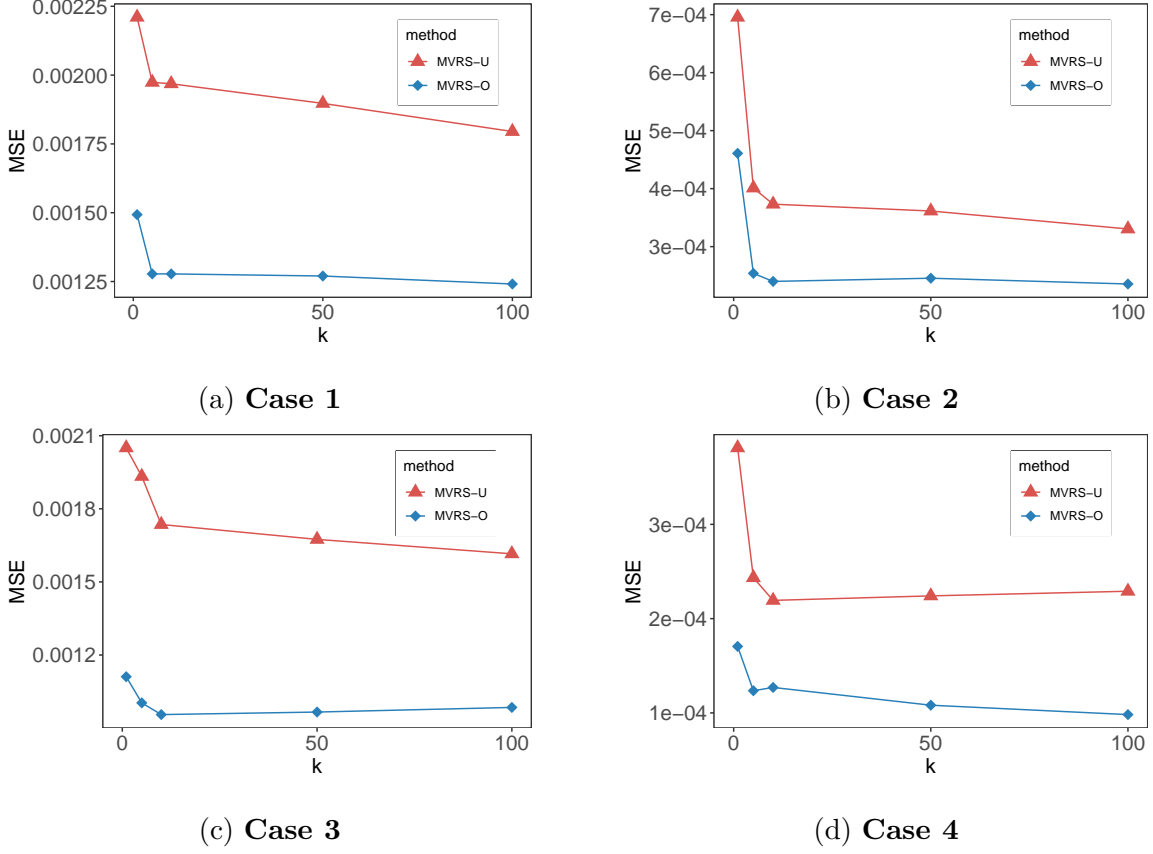 0.00225
0.00200
0.00175
0.00150
0.00125
MSE
0
50
100
k
method
MVRS-U
MVRS-O
(a) Case 1
7e-04
6e-04
5e-04
4e-04
3e-04
MSE
0
50
100
k
method
MVRS-U
MVRS-O
(b) Case 2
0.0021
0.0018
0.0015
0.0012
MSE
0
50
100
k
method
MVRS-U
MVRS-O
(c) Case 3
3e-04
2e-04
1e-04
MSE
0
50
100
k
method
MVRS-U
MVRS-O
(d) Case 4